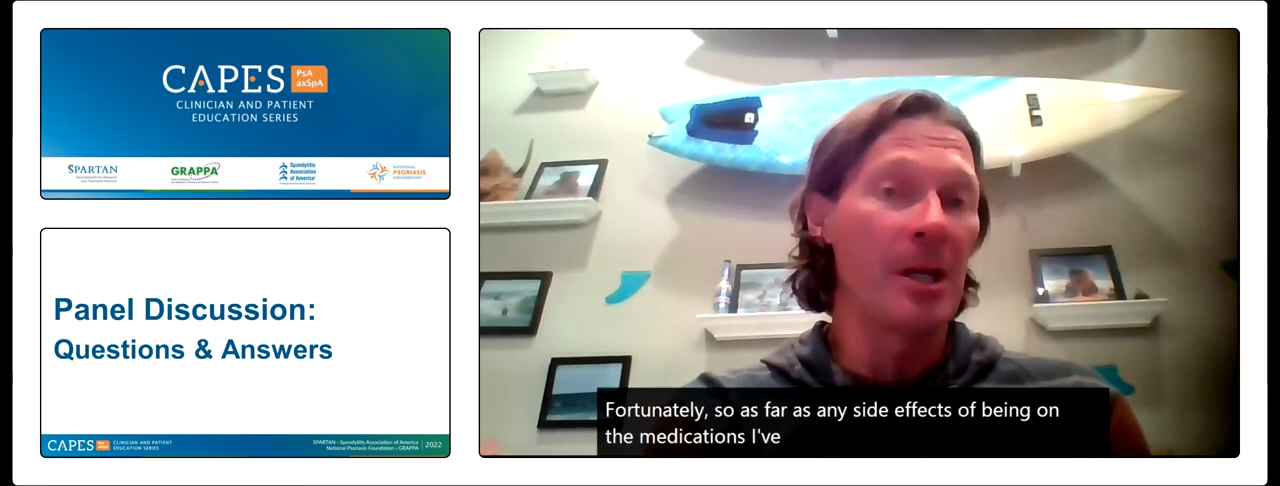 CAPES
PsA
axSpA
CLINICIAN AND PATIENT
EDUCATION SERIES
SPARTAN
GRAPPA
Spondylitis
Association
of America
NATIONAL
PSORIASIS
FOUNDATION
Panel Discussion:
Questions & Answers
CAPES
CLINICIAN AND PATIENT
EDUCATION SERIES
SPARTAN - Spondylitis Association of America
National Psoriasis Foundation - GRAPPA
2022
Fortunately, so as far as any side effects of being on
the medications I've